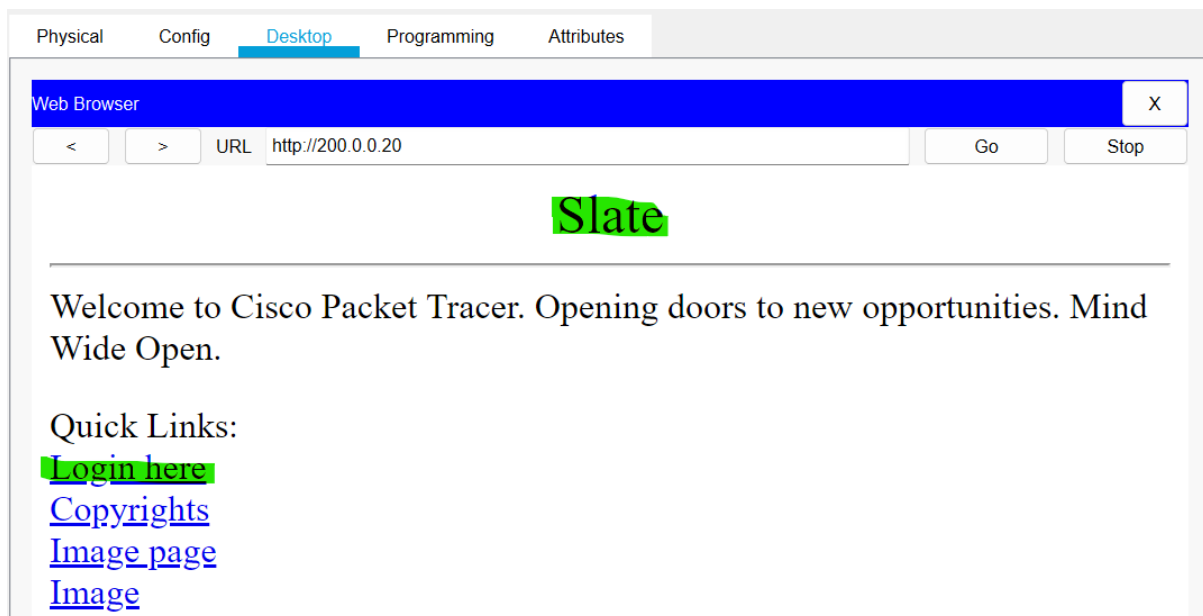 Physical Config Desktop Programming Attributes
Web Browser X
< > URL http://200.0.0.20 Go Stop
Slate
Welcome to Cisco Packet Tracer. Opening doors to new opportunities. Mind
Wide Open.
Quick Links:
Login here
Copyrights
Image page
Image